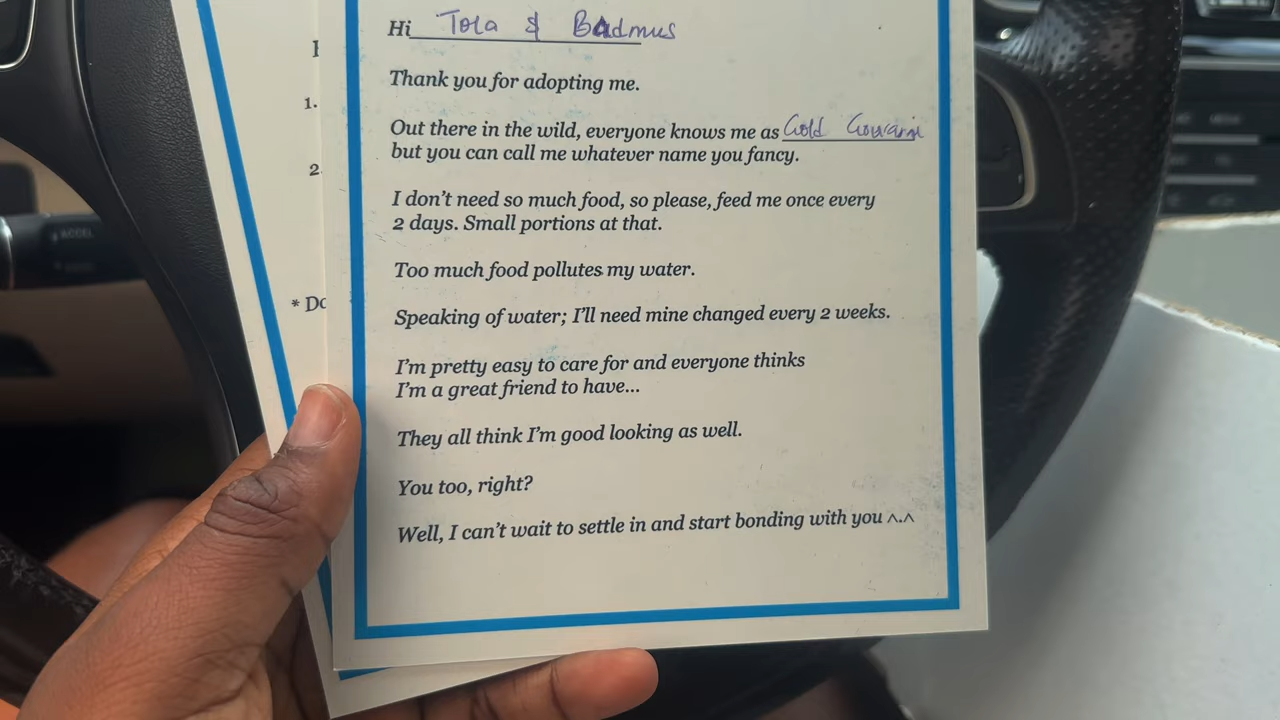 Hi Tola & Badmus
Thank you for adopting me.
Out there in the wild, everyone knows me as Gold Gourami
but you can call me whatever name you fancy.
I don't need so much food, so please, feed me once every
2 days. Small portions at that.
Too much food pollutes my water.
Speaking of water; I'll need mine changed every 2 weeks.
I'm pretty easy to care for and everyone thinks
I'm a great friend to have...
They all think I'm good looking as well.
You too, right?
Well, I can't wait to settle in and start bonding with you ^.^
1.
2
* Do
ACCEL